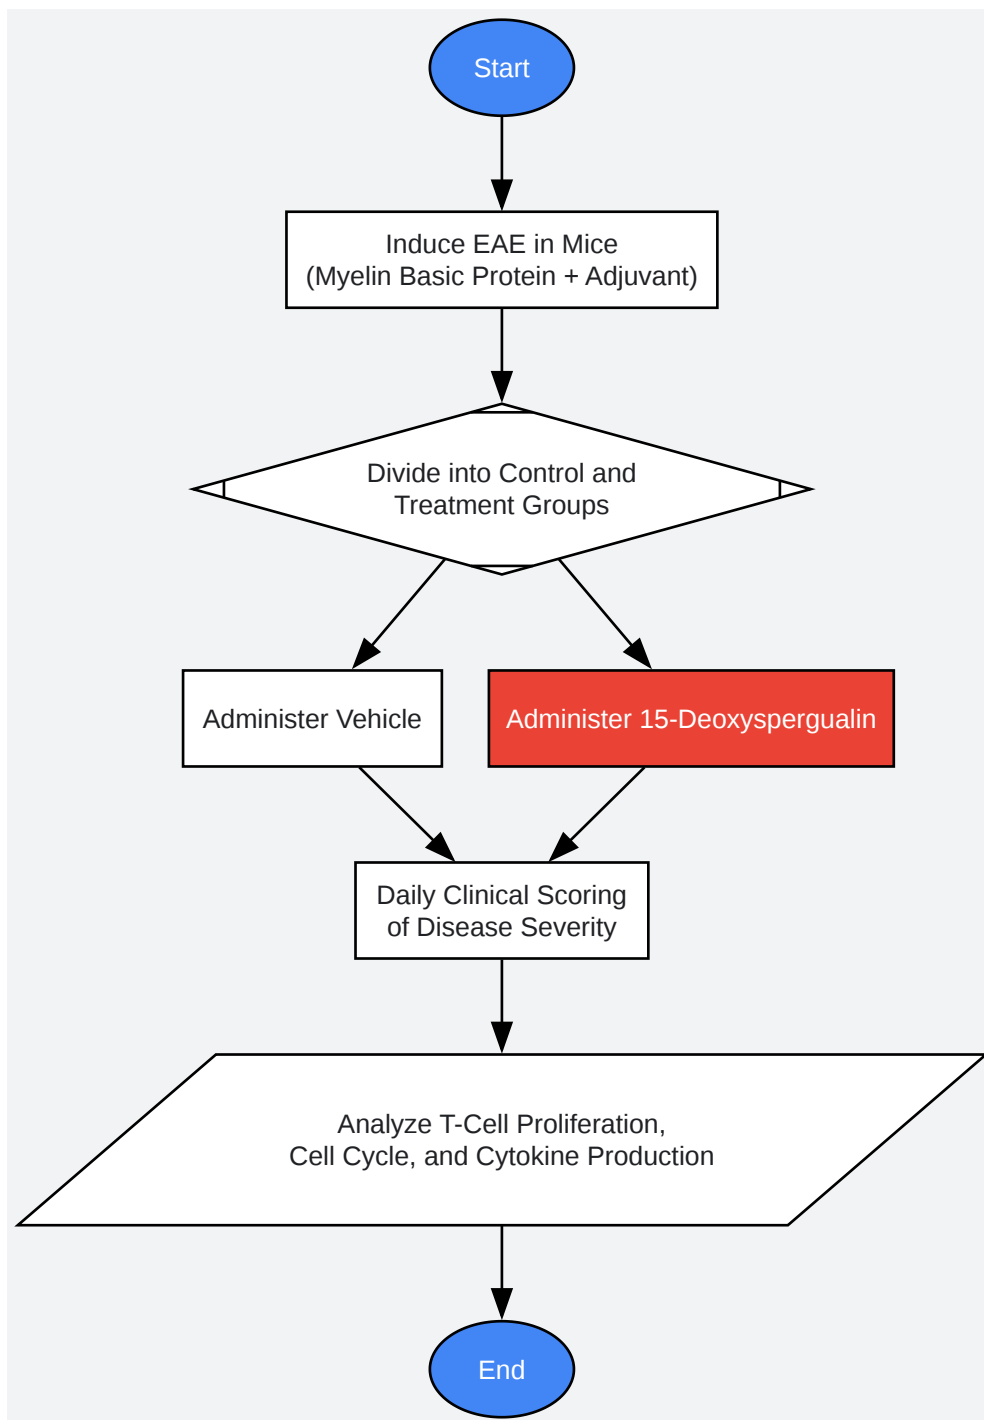 Start
Induce EAE in Mice
(Myelin Basic Protein + Adjuvant)
Divide into Control and
Treatment Groups
Administer Vehicle
Administer 15-Deoxyspergualin
Daily Clinical Scoring
of Disease Severity
Analyze T-Cell Proliferation,
Cell Cycle, and Cytokine Production
End